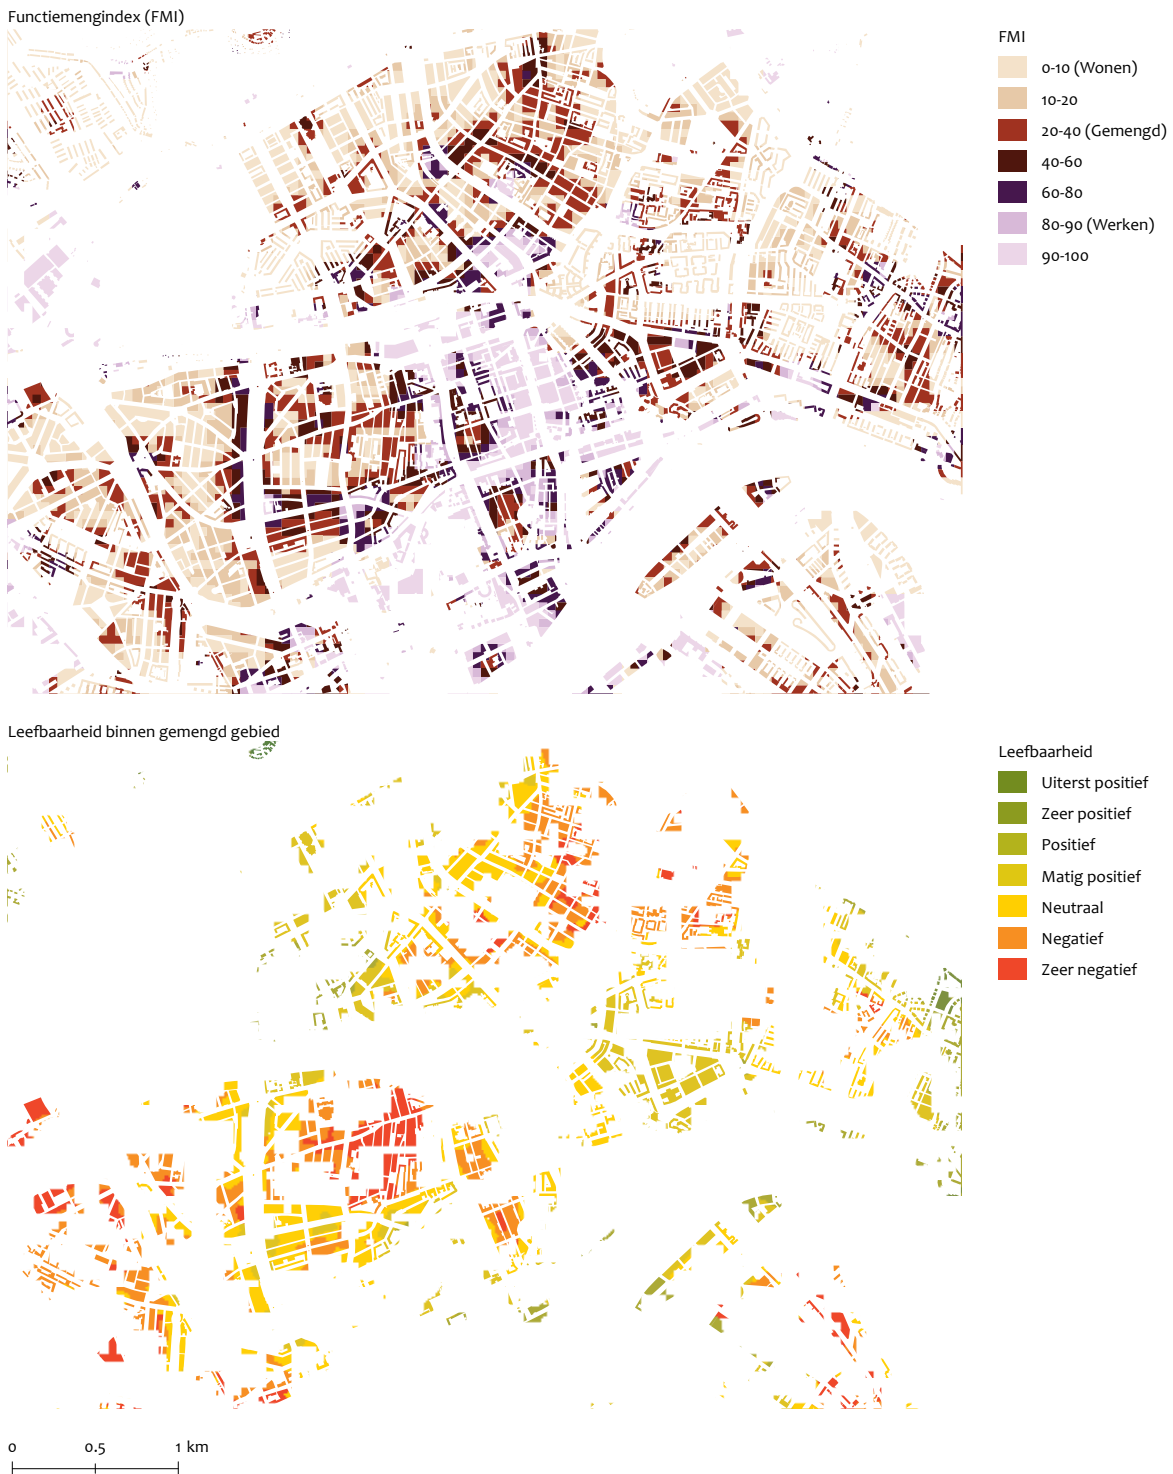 Functiemengindex (FMI)
FMI
0-10 (Wonen)
10-20
20-40 (Gemengd)
40-60
60-80
80-90 (Werken)
90-100
Leefbaarheid binnen gemengd gebied
Leefbaarheid
Uiterst positief
Zeer positief
Positief
Matig positief
Neutraal
Negatief
Zeer negatief
0 0.5 1 km